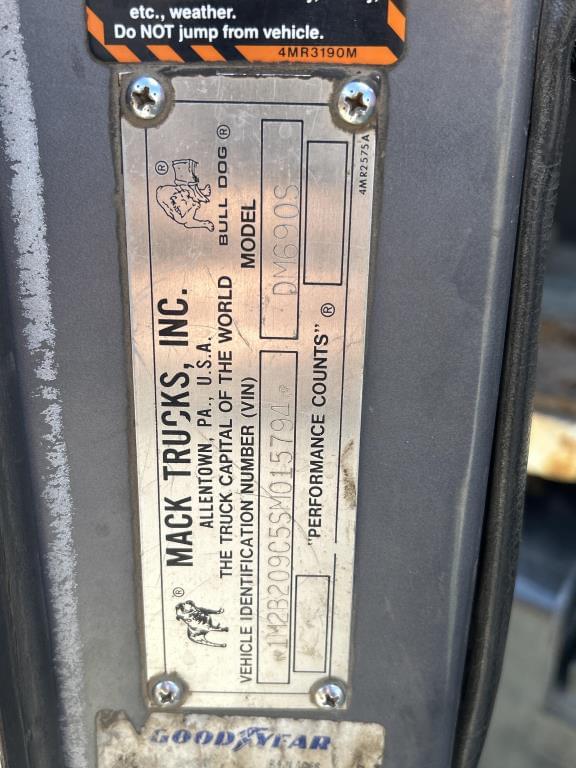 etc., weather.
Do NOT jump from vehicle.
4MR3190M
MACK TRUCKS, INC.
ALLENTOWN, PA., U.S.A.
THE TRUCK CAPITAL OF THE WORLD
BULL DOG ®
®
®
VEHICLE IDENTIFICATION NUMBER (VIN)
MODEL
*1M2B209C5SM015794*
DM690S
"PERFORMANCE COUNTS" ®
4MR2575A
GOODYEAR